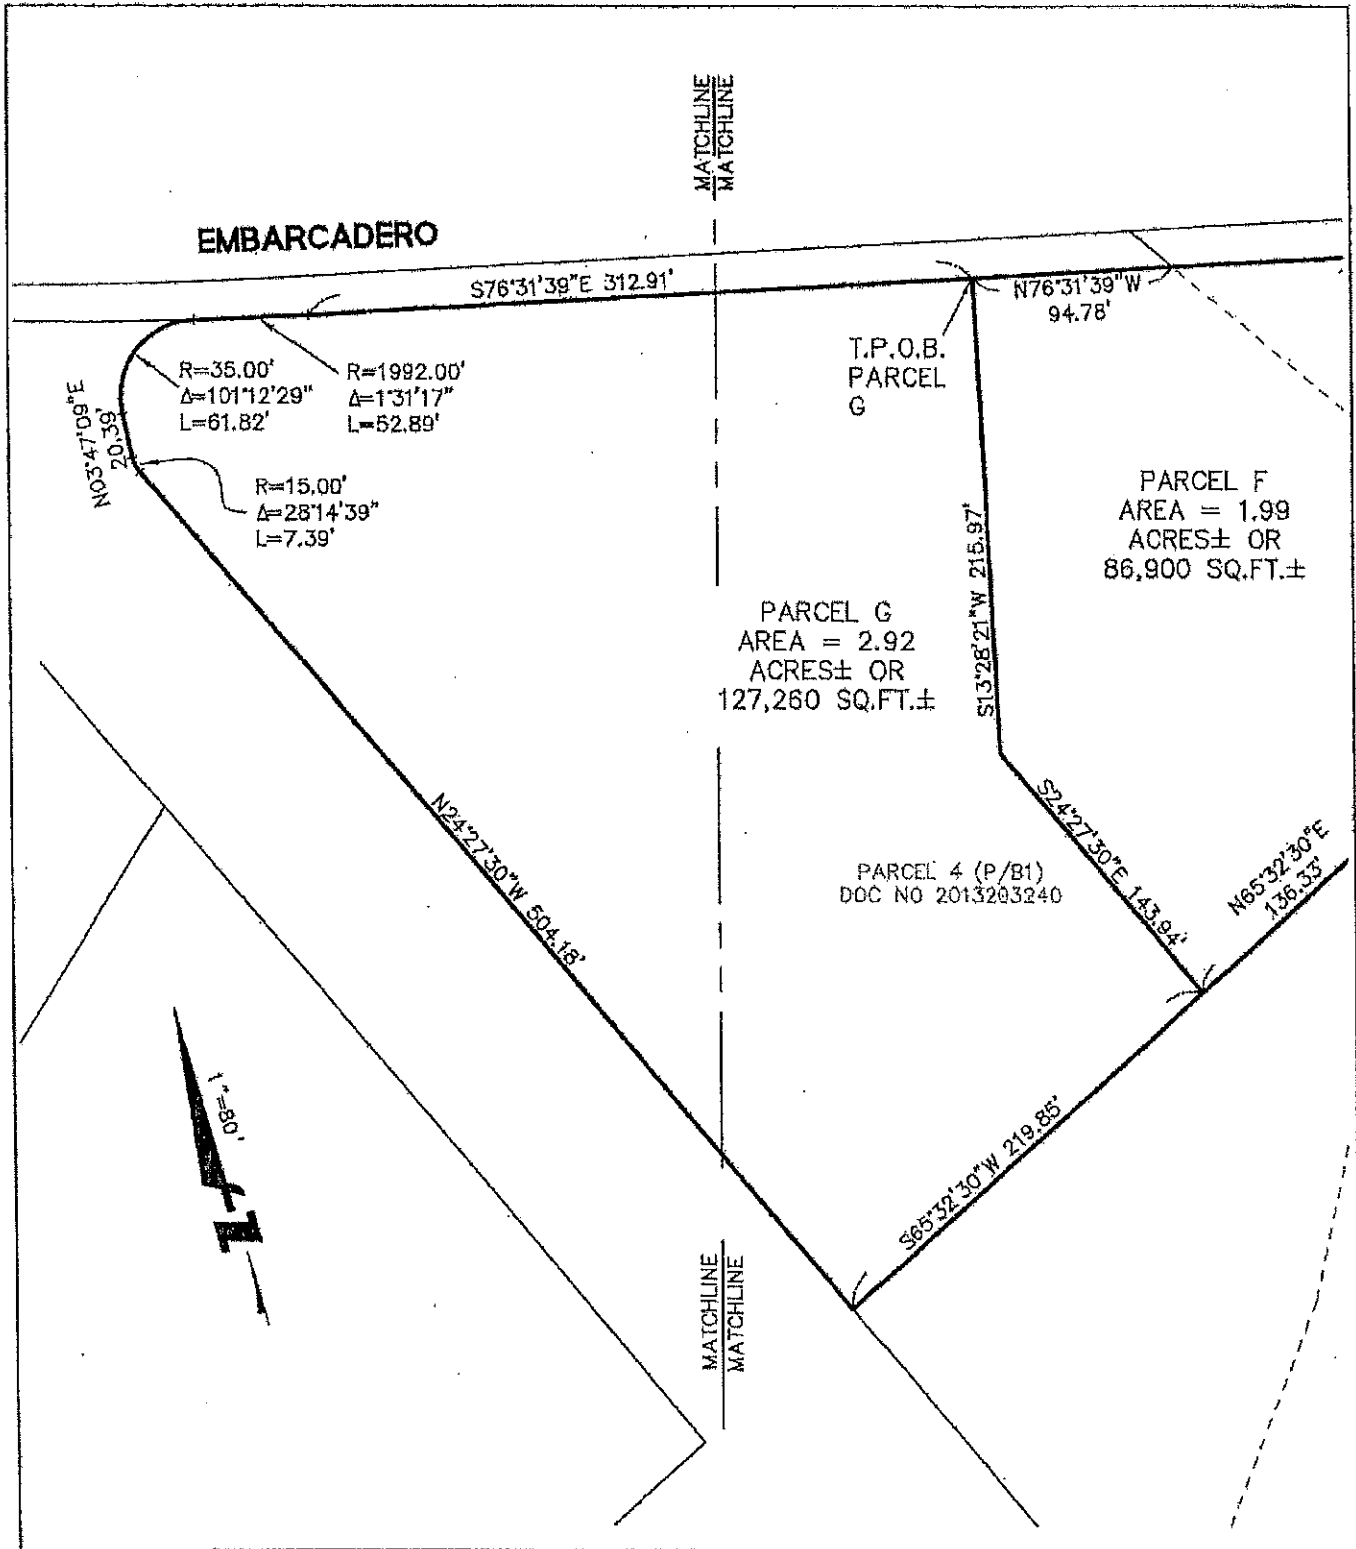 MATCHLINE
MATCHLINE
EMBARCADERO
S76°31'39"E 312.91'
N76°31'39"W
94.78'
T.P.O.B.
PARCEL
G
R=35.00'
Δ=101°12'29"
L=61.82'
R=1992.00'
Δ=1°31'17"
L=52.89'
N03°47'09"E
20.39'
R=15.00'
Δ=28°14'39"
L=7.39'
S13°28'21"W 215.97'
PARCEL F
AREA = 1.99
ACRES± OR
86,900 SQ.FT.±
PARCEL G
AREA = 2.92
ACRES± OR
127,260 SQ.FT.±
N24°27'30"W 504.18'
S24°27'30"E 143.94'
PARCEL 4 (P/B1)
DOC NO 2013203240
N65°32'30"E
136.33'
S65°32'30"W 219.85'
1"=80'
MATCHLINE
MATCHLINE